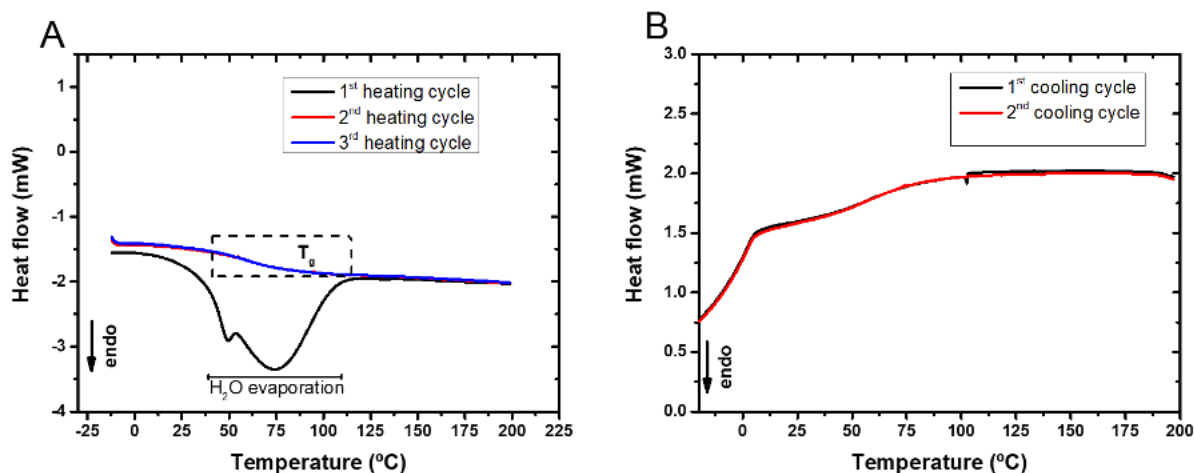 A
1st heating cycle
2nd heating cycle
3rd heating cycle
Tg
endo
H2O evaporation
Heat flow (mW)
1
0
-1
-2
-3
-4
-25 0 25 50 75 100 125 150 175 200 225
Temperature (ºC)
B
1st cooling cycle
2nd cooling cycle
endo
Heat flow (mW)
3.0
2.5
2.0
1.5
1.0
0.5
0.0
0 25 50 75 100 125 150 175 200
Temperature (ºC)